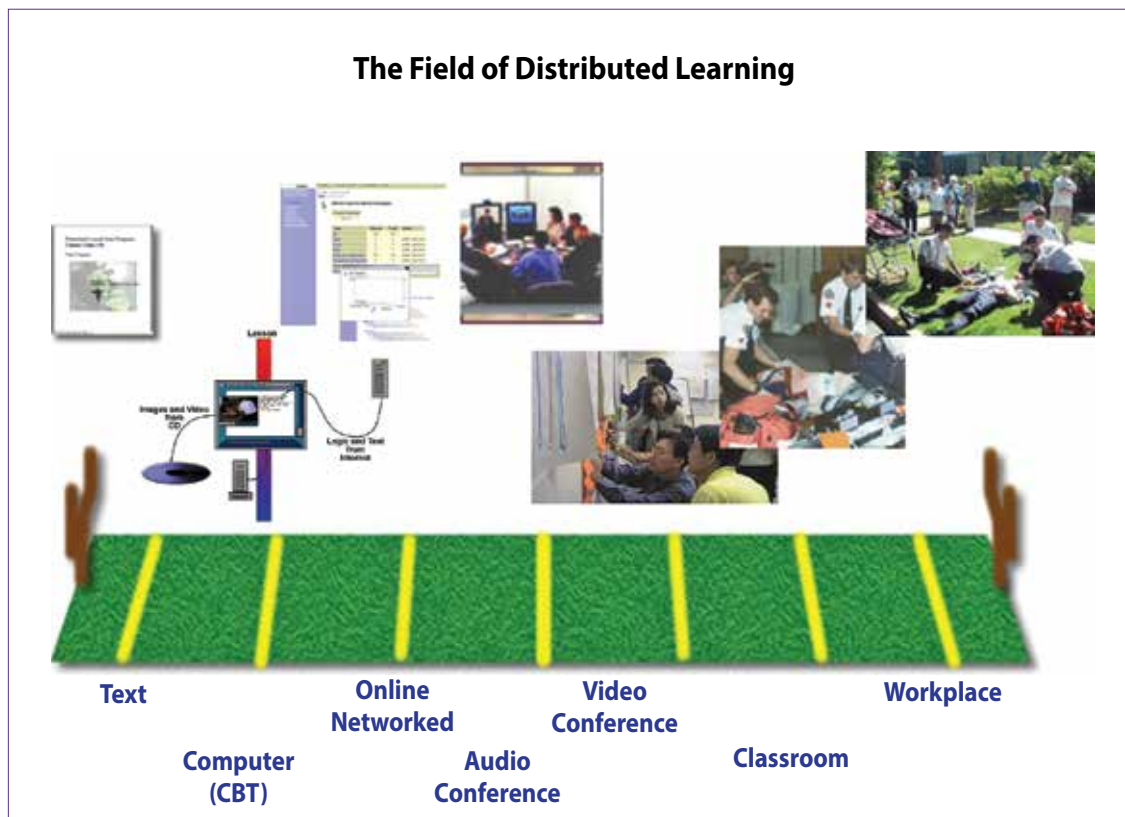 The Field of Distributed Learning
Lesson
Images and Video
from
CD
Logic and Text
from
Internet
Text
Online
Networked
Video
Conference
Workplace
Computer
(CBT)
Audio
Conference
Classroom